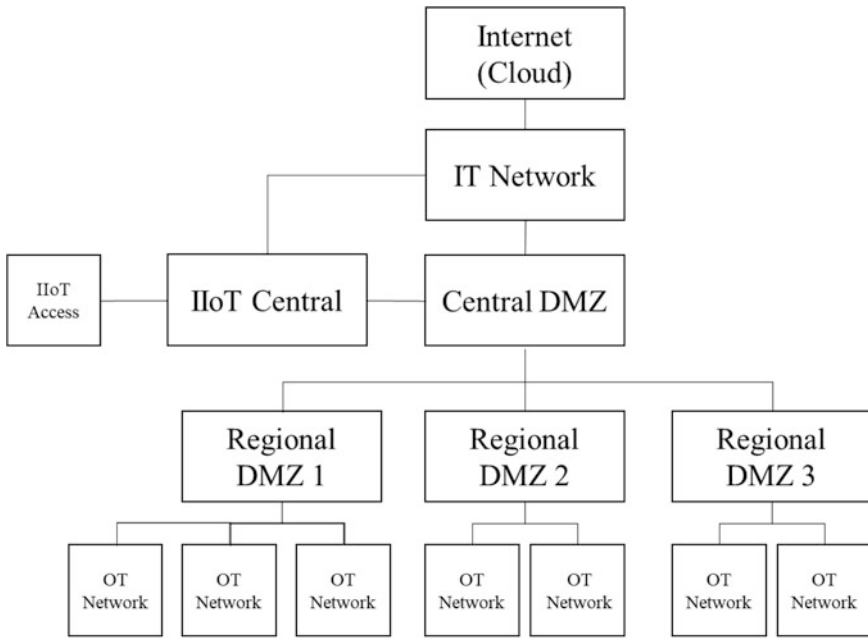 Internet
(Cloud)
IT Network
IIoT
Access
IIoT Central
Central DMZ
Regional
DMZ 1
Regional
DMZ 2
Regional
DMZ 3
OT
Network
OT
Network
OT
Network
OT
Network
OT
Network
OT
Network
OT
Network